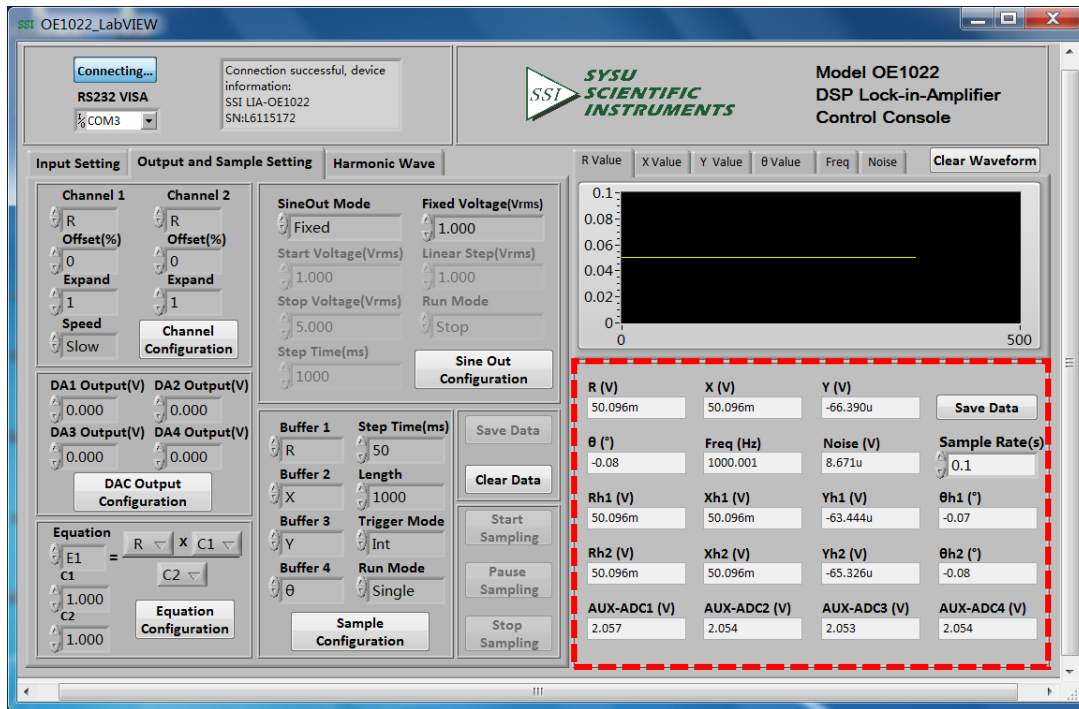 SSI OE1022_LabVIEW
Connecting...
RS232 VISA
COM3
Connection successful, device
information:
SSI LIA-OE1022
SN:L6115172
SSI
SYSU
SCIENTIFIC
INSTRUMENTS
Model OE1022
DSP Lock-in-Amplifier
Control Console
Input Setting Output and Sample Setting Harmonic Wave
Channel 1 Channel 2
R R
Offset(%) Offset(%)
0 0
Expand Expand
1 1
Speed
Slow
Channel
Configuration
SineOut Mode Fixed Voltage(Vrms)
Fixed 1.000
Start Voltage(Vrms) Linear Step(Vrms)
1.000 1.000
Stop Voltage(Vrms) Run Mode
5.000 Stop
Step Time(ms)
1000
Sine Out
Configuration
DA1 Output(V) DA2 Output(V)
0.000 0.000
DA3 Output(V) DA4 Output(V)
0.000 0.000
DAC Output
Configuration
Equation
E1 = R X C1
C2
C1
1.000
C2
1.000
Equation
Configuration
Buffer 1 Step Time(ms)
R 50
Buffer 2 Length
X 1000
Buffer 3 Trigger Mode
Y Int
Buffer 4 Run Mode
θ Single
Sample
Configuration
Save Data
Clear Data
Start
Sampling
Pause
Sampling
Stop
Sampling
R Value X Value Y Value θ Value Freq Noise Clear Waveform
0.1
0.08
0.06
0.04
0.02
0
0 500
R (V) X (V) Y (V)
50.096m 50.096m -66.390u Save Data
θ (°) Freq (Hz) Noise (V) Sample Rate(s)
-0.08 1000.001 8.671u 0.1
Rh1 (V) Xh1 (V) Yh1 (V) θh1 (°)
50.096m 50.096m -63.444u -0.07
Rh2 (V) Xh2 (V) Yh2 (V) θh2 (°)
50.096m 50.096m -65.326u -0.08
AUX-ADC1 (V) AUX-ADC2 (V) AUX-ADC3 (V) AUX-ADC4 (V)
2.057 2.054 2.053 2.054